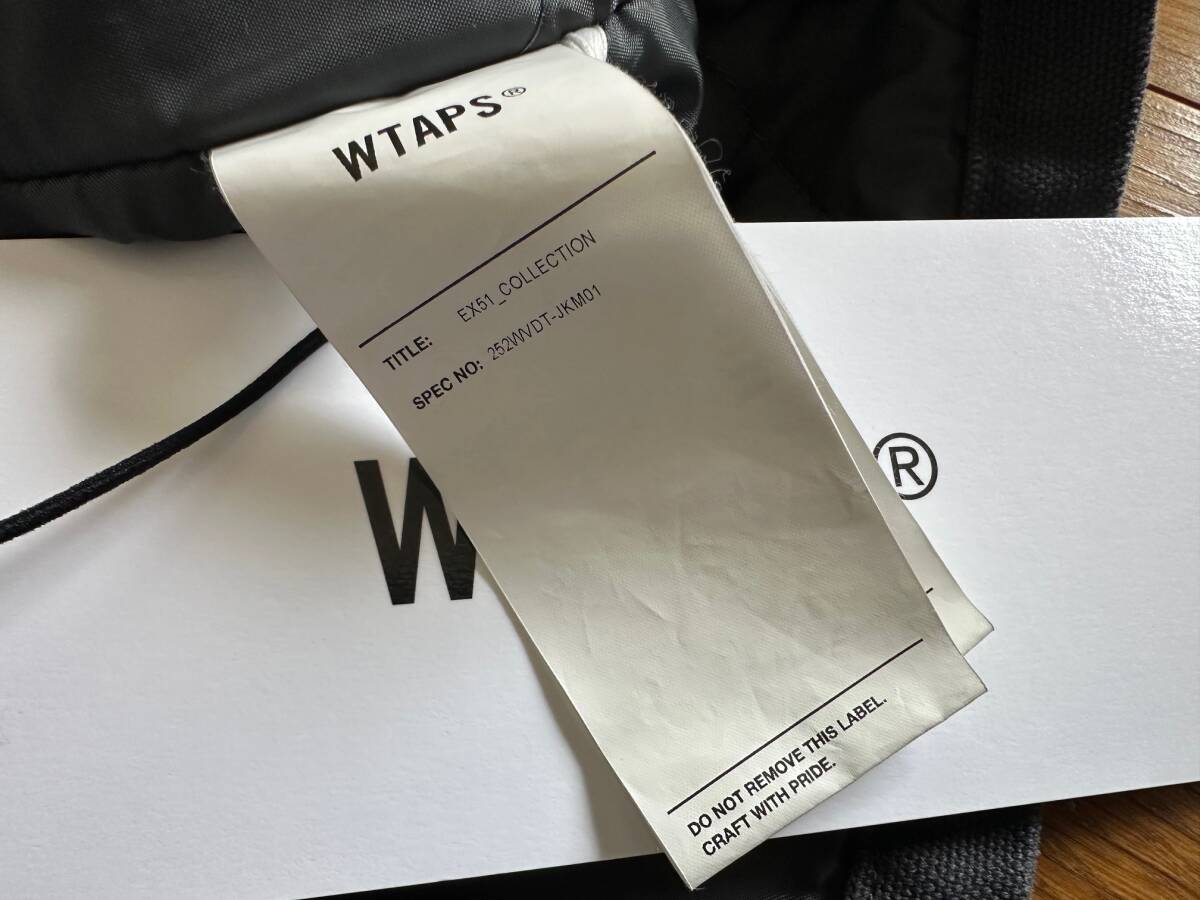 WTAPS®
TITLE: EX51_COLLECTION
SPEC NO: 252WVDT-JKM01
W ®
DO NOT REMOVE THIS LABEL.
CRAFT WITH PRIDE.